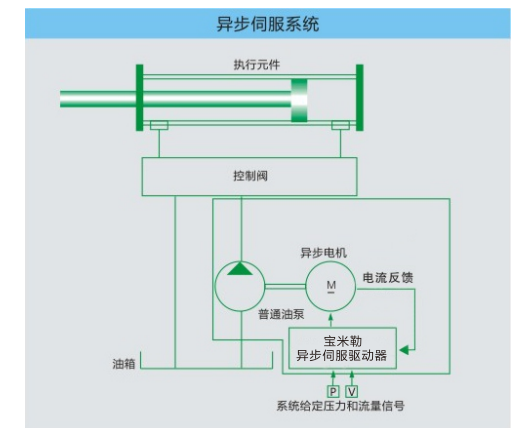 异步伺服系统
执行元件
控制阀
异步电机
M
电流反馈
普通油泵
宝米勒
异步伺服驱动器
油箱
P V
系统给定压力和流量信号